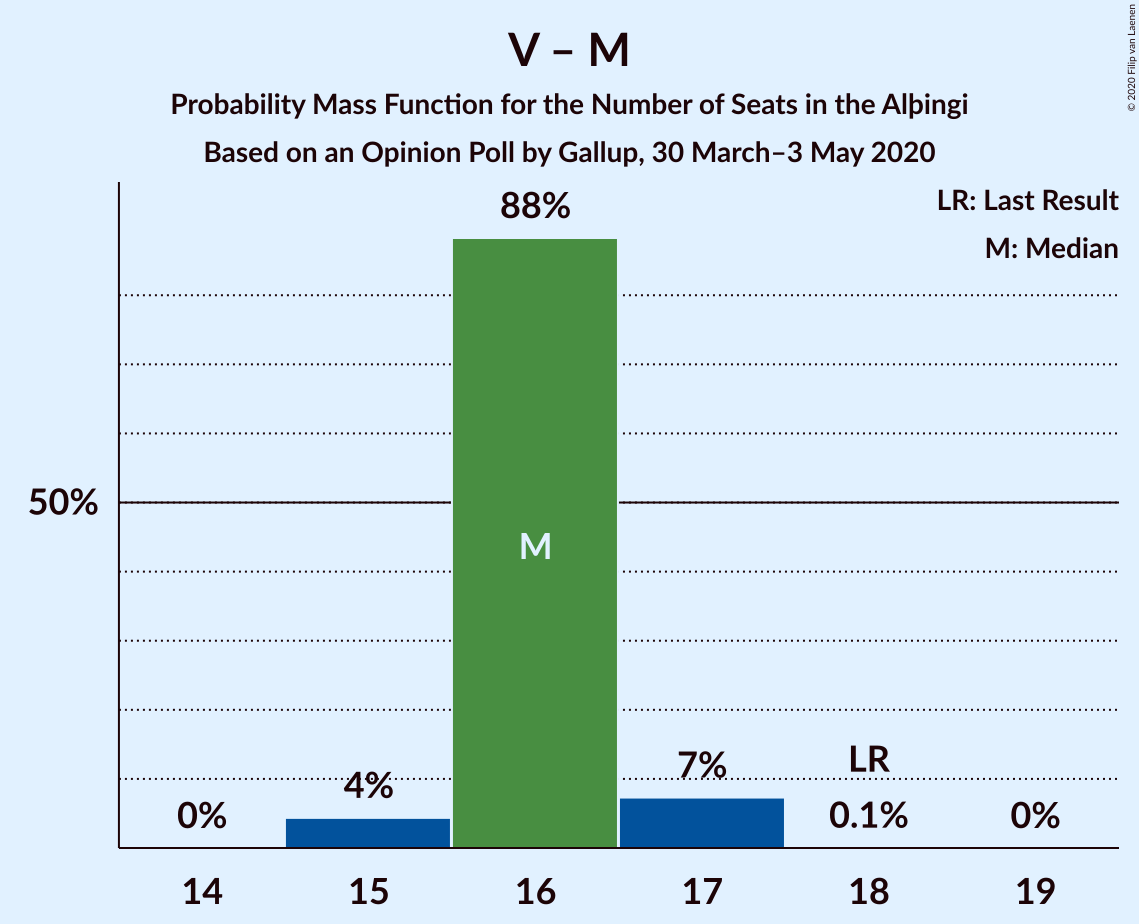 V – M
Probability Mass Function for the Number of Seats in the Alþingi
Based on an Opinion Poll by Gallup, 30 March–3 May 2020
© 2020 Filip van Laenen
LR: Last Result
M: Median
88%
50%
M
LR
7%
4%
0%
0.1%
0%
14 15 16 17 18 19